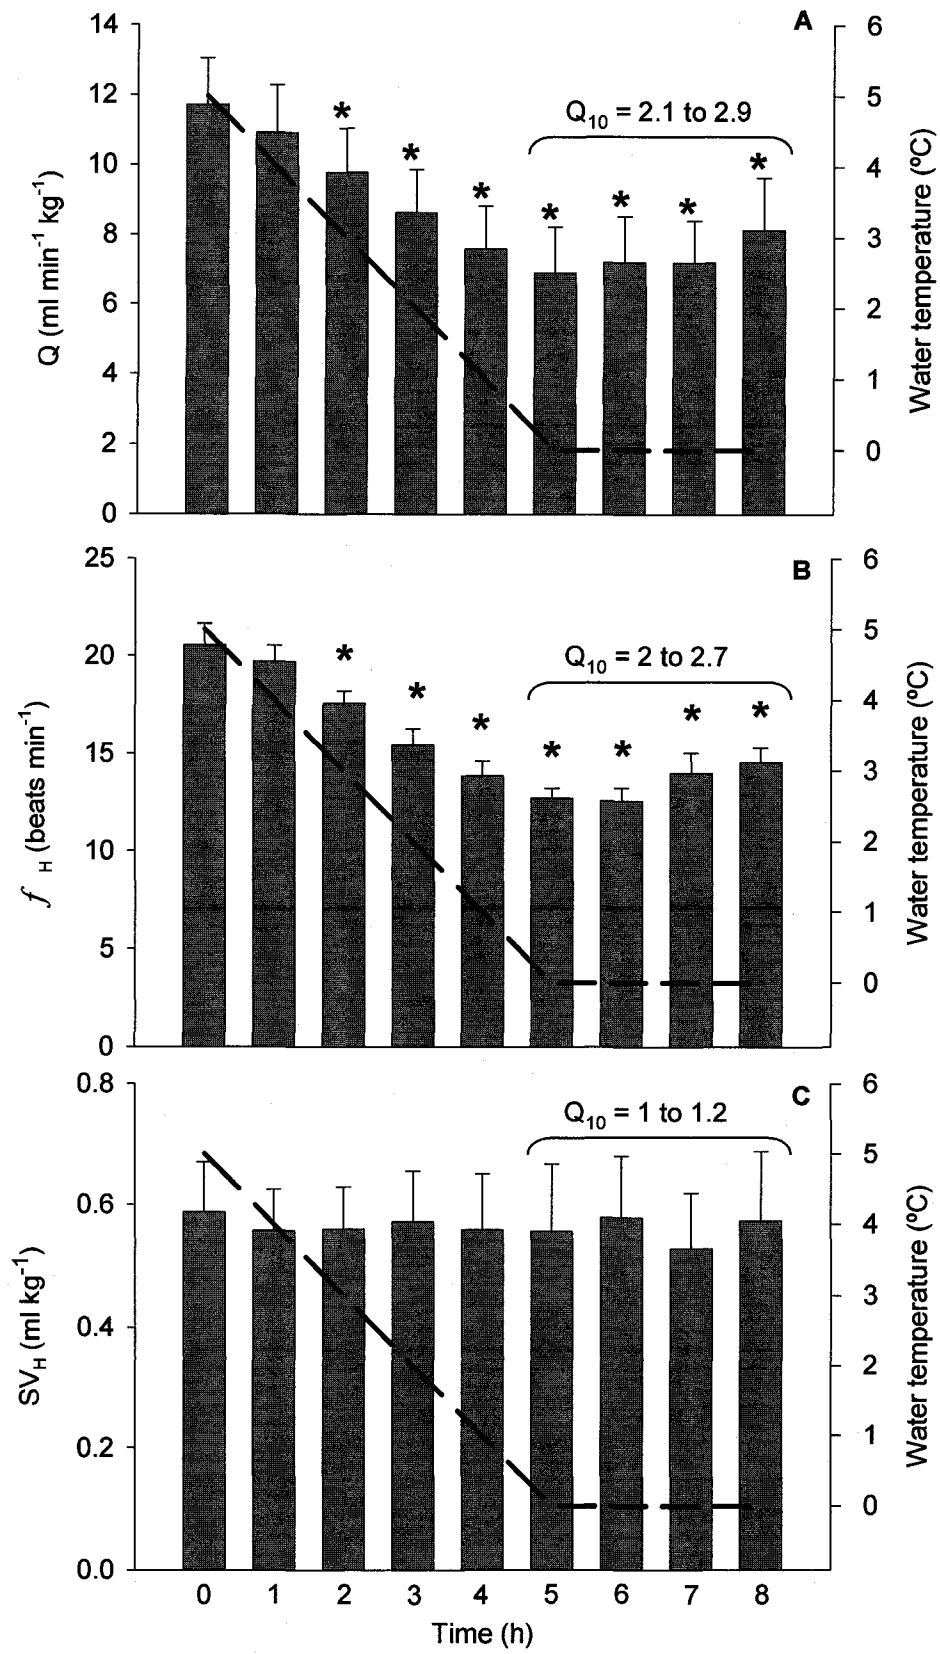 A
Q₁₀ = 2.1 to 2.9
14
12
10
8
6
4
2
0
Q (ml min⁻¹ kg⁻¹)
* * * * * * *
6
5
4
3
2
1
0
Water temperature (ºC)
B
Q₁₀ = 2 to 2.7
25
20
15
10
5
0
f H (beats min⁻¹)
* * * * * * *
6
5
4
3
2
1
0
Water temperature (ºC)
C
Q₁₀ = 1 to 1.2
0.8
0.6
0.4
0.2
0.0
SV_H (ml kg⁻¹)
6
5
4
3
2
1
0
Water temperature (ºC)
0 1 2 3 4 5 6 7 8
Time (h)